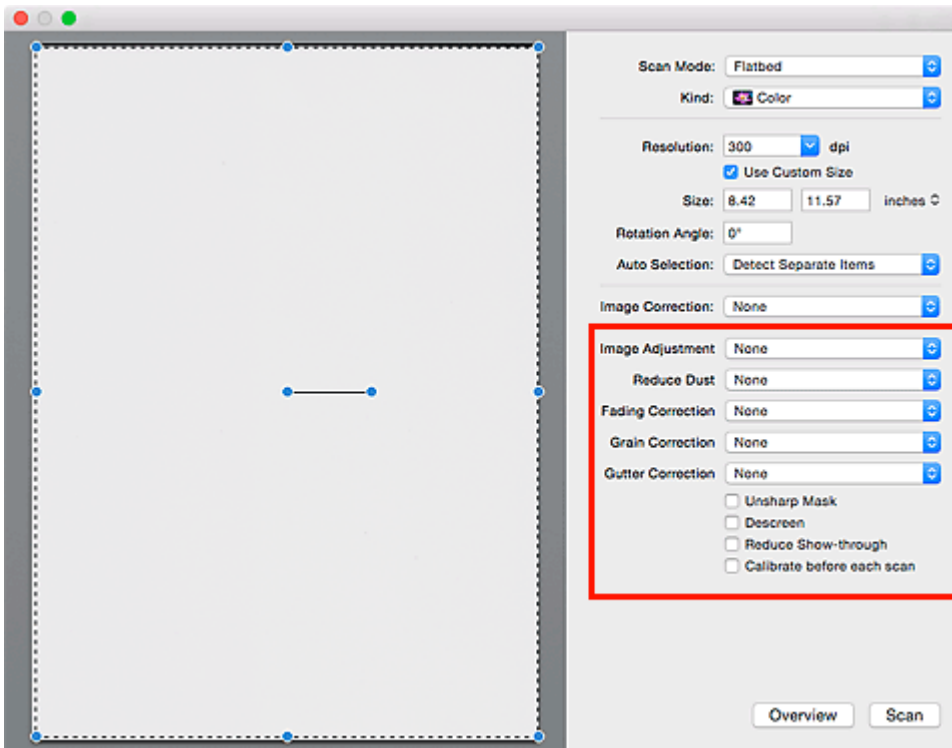 Scan Mode: Flatbed
Kind: Color
Resolution: 300 dpi
Use Custom Size
Size: 8.42 11.57 inches
Rotation Angle: 0°
Auto Selection: Detect Separate Items
Image Correction: None
Image Adjustment None
Reduce Dust None
Fading Correction None
Grain Correction None
Gutter Correction None
Unsharp Mask
Descreen
Reduce Show-through
Calibrate before each scan
Overview Scan